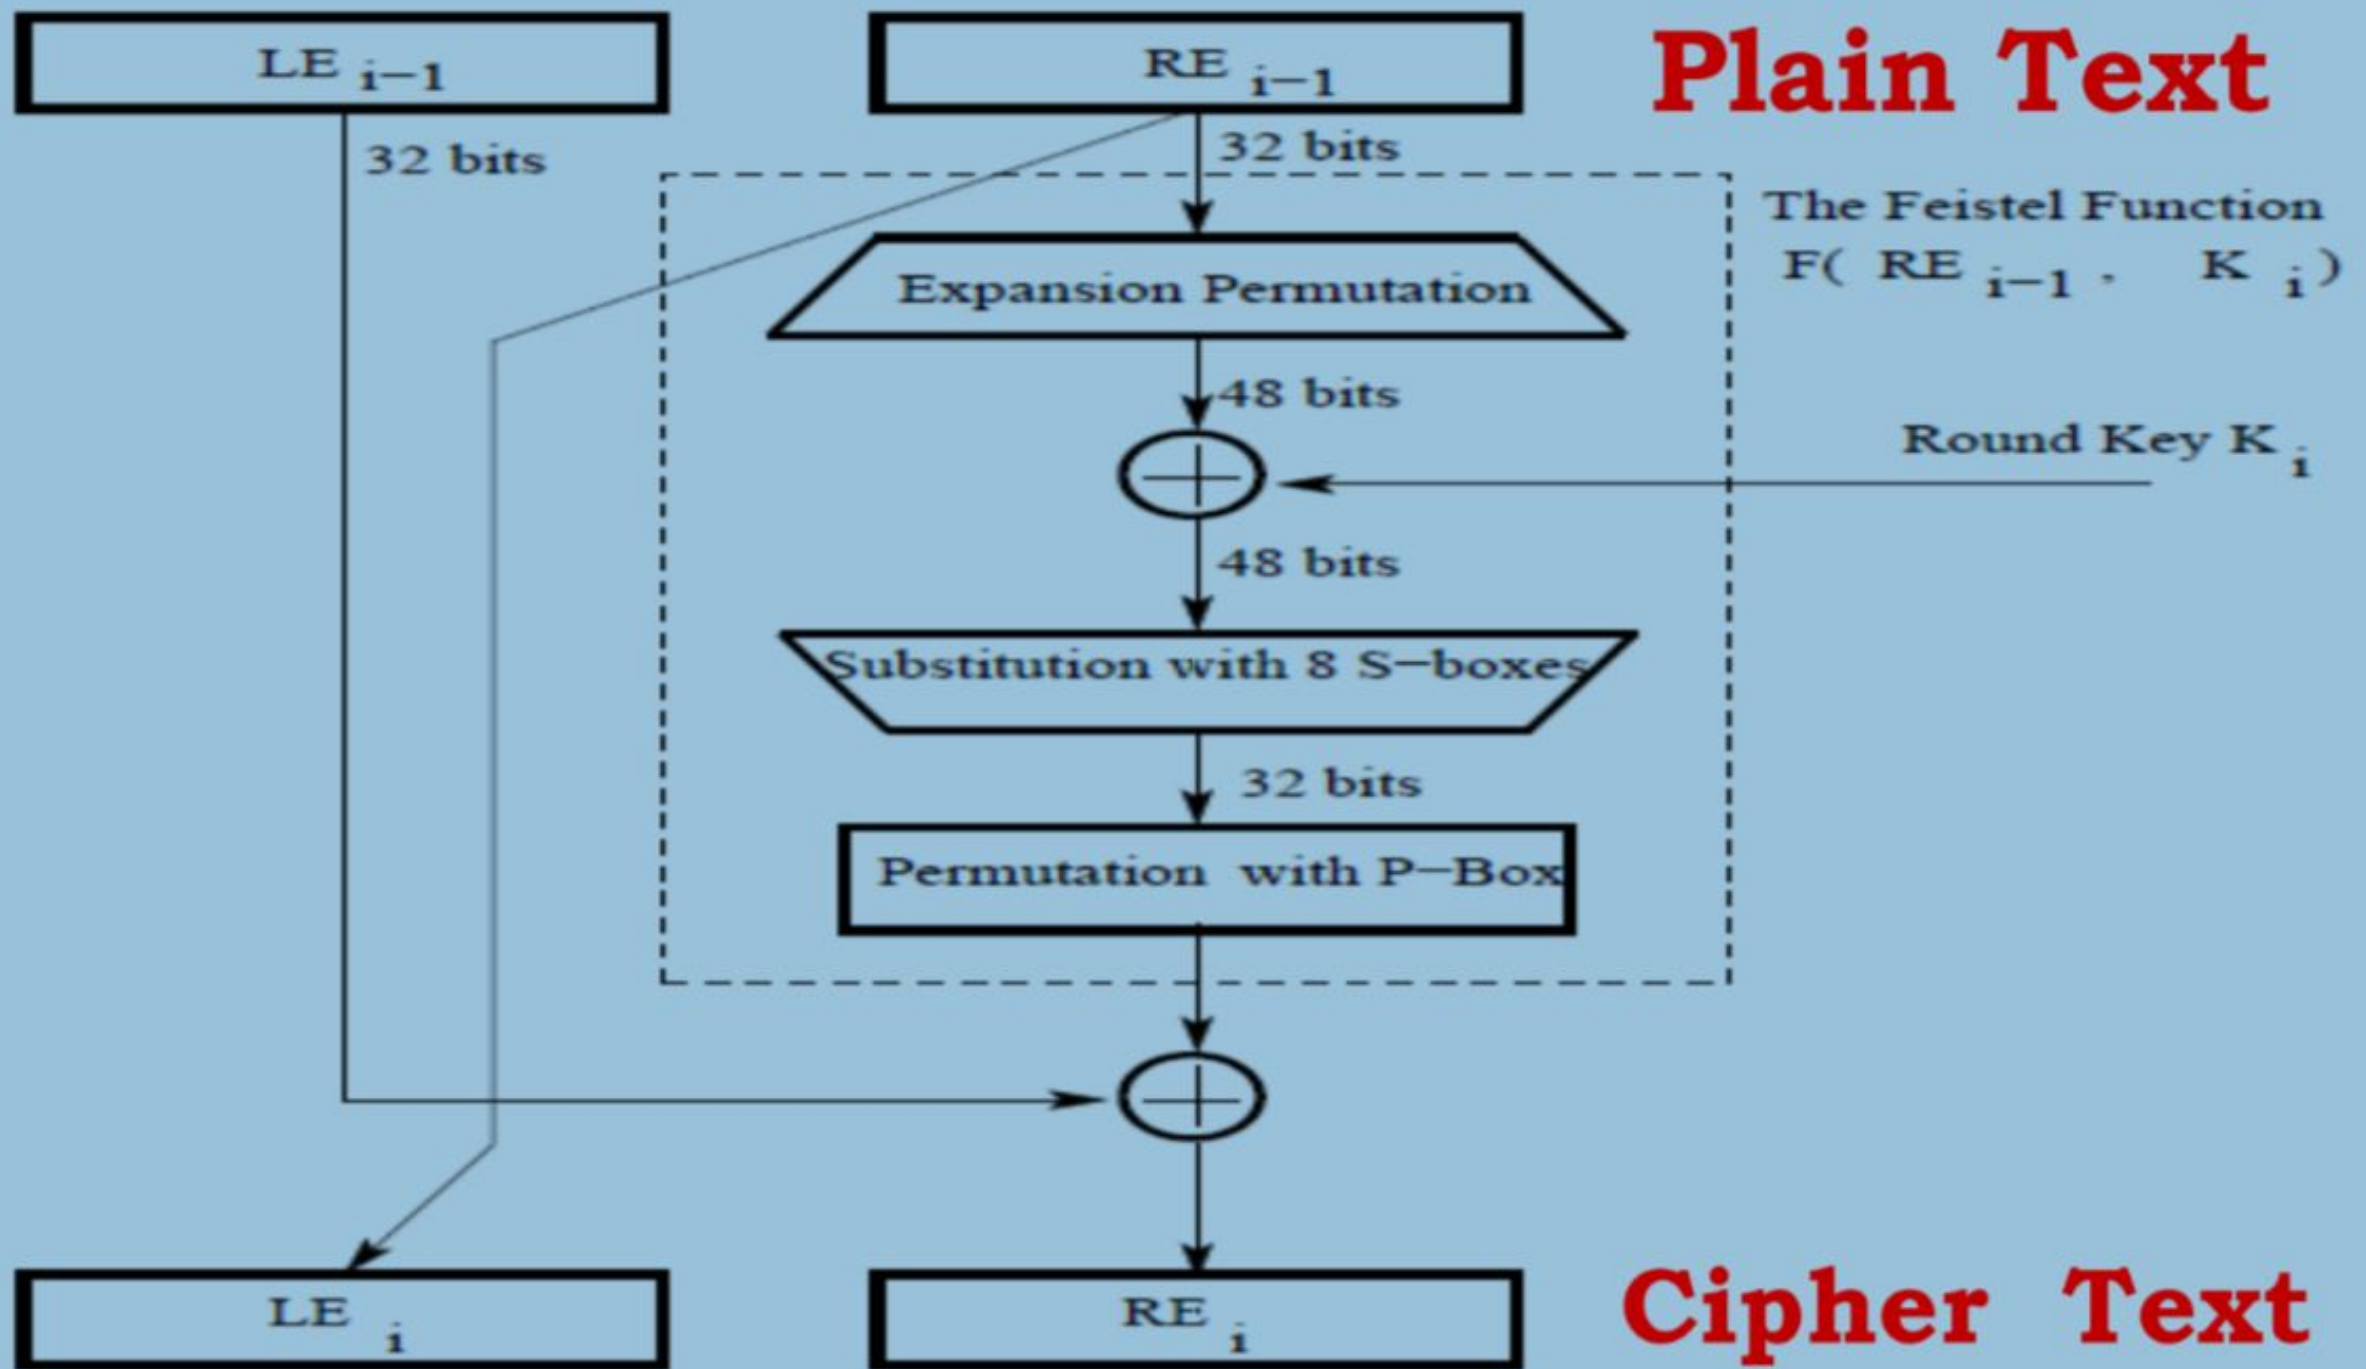 LE i−1
RE i−1
Plain Text
32 bits
32 bits
The Feistel Function
F( RE i−1 , K i )
Expansion Permutation
48 bits
Round Key K i
48 bits
Substitution with 8 S−boxes
32 bits
Permutation with P−Box
LE i
RE i
Cipher Text